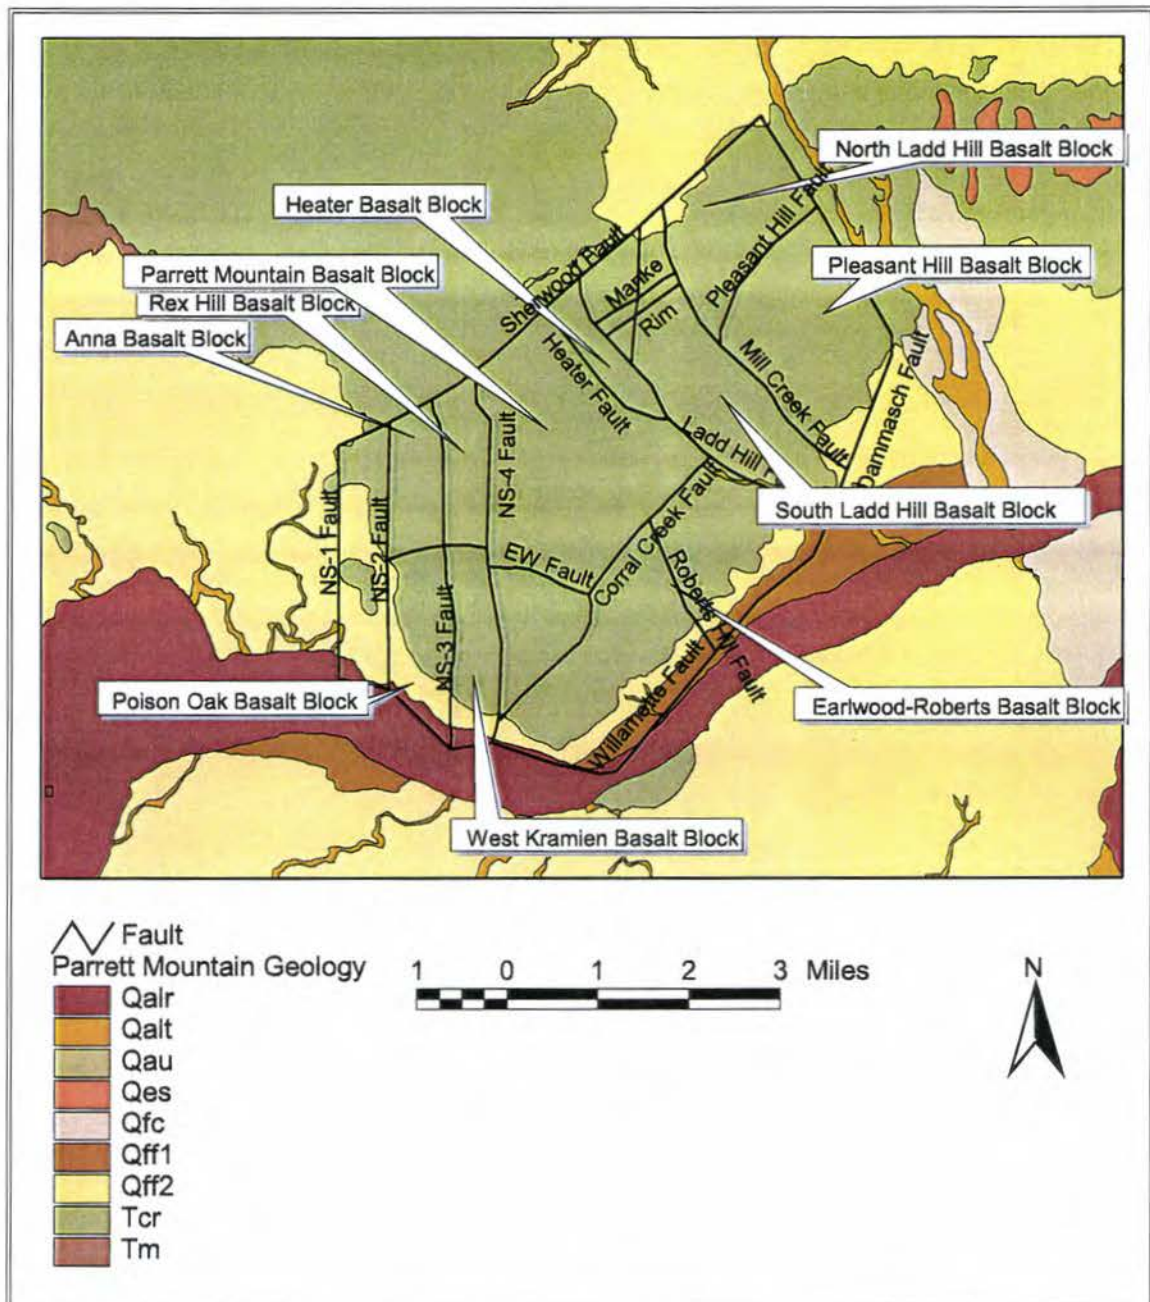 North Ladd Hill Basalt Block
Heater Basalt Block
Pleasant Hill Fault
Parrett Mountain Basalt Block
Sherwood Fault
Manke
Pleasant Hill Basalt Block
Rex Hill Basalt Block
Rim
Anna Basalt Block
Heater Fault
Mill Creek Fault
Dammasch Fault
NS-4 Fault
Ladd Hill F
South Ladd Hill Basalt Block
NS-1 Fault
NS-2 Fault
EW Fault
Corral Creek Fault
NS-3 Fault
Roberts Hill Fault
Poison Oak Basalt Block
Willamette Fault
Earlwood-Roberts Basalt Block
West Kramien Basalt Block
Fault
Parrett Mountain Geology
1 0 1 2 3 Miles
N
Qalr
Qalt
Qau
Qes
Qfc
Qff1
Qff2
Tcr
Tm